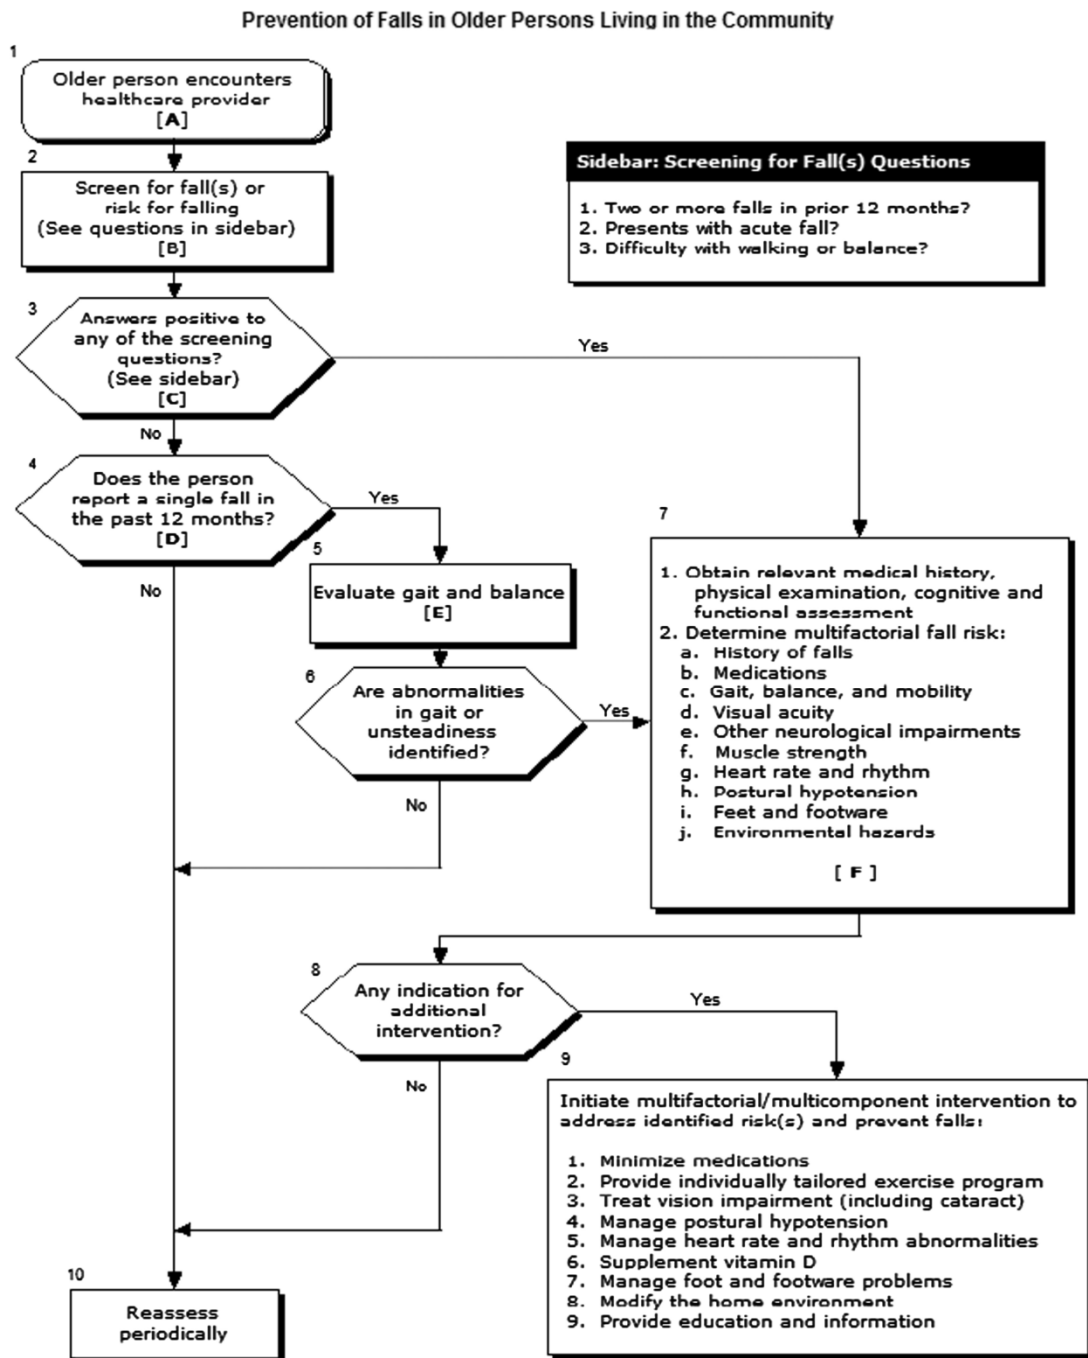 Prevention of Falls in Older Persons Living in the Community
1
Older person encounters
healthcare provider
[A]
2
Screen for fall(s) or
risk for falling
(See questions in sidebar)
[B]
Sidebar: Screening for Fall(s) Questions
1. Two or more falls in prior 12 months?
2. Presents with acute fall?
3. Difficulty with walking or balance?
3
Answers positive to
any of the screening
questions?
(See sidebar)
[C]
Yes
No
4
Does the person
report a single fall in
the past 12 months?
[D]
Yes
No
5
Evaluate gait and balance
[E]
6
Are abnormalities
in gait or
unsteadiness
identified?
Yes
No
7
1. Obtain relevant medical history,
physical examination, cognitive and
functional assessment
2. Determine multifactorial fall risk:
a. History of falls
b. Medications
c. Gait, balance, and mobility
d. Visual acuity
e. Other neurological impairments
f. Muscle strength
g. Heart rate and rhythm
h. Postural hypotension
i. Feet and footware
j. Environmental hazards
[ F ]
8
Any indication for
additional
intervention?
Yes
No
9
Initiate multifactorial/multicomponent intervention to
address identified risk(s) and prevent falls:
1. Minimize medications
2. Provide individually tailored exercise program
3. Treat vision impairment (including cataract)
4. Manage postural hypotension
5. Manage heart rate and rhythm abnormalities
6. Supplement vitamin D
7. Manage foot and footware problems
8. Modify the home environment
9. Provide education and information
10
Reassess
periodically